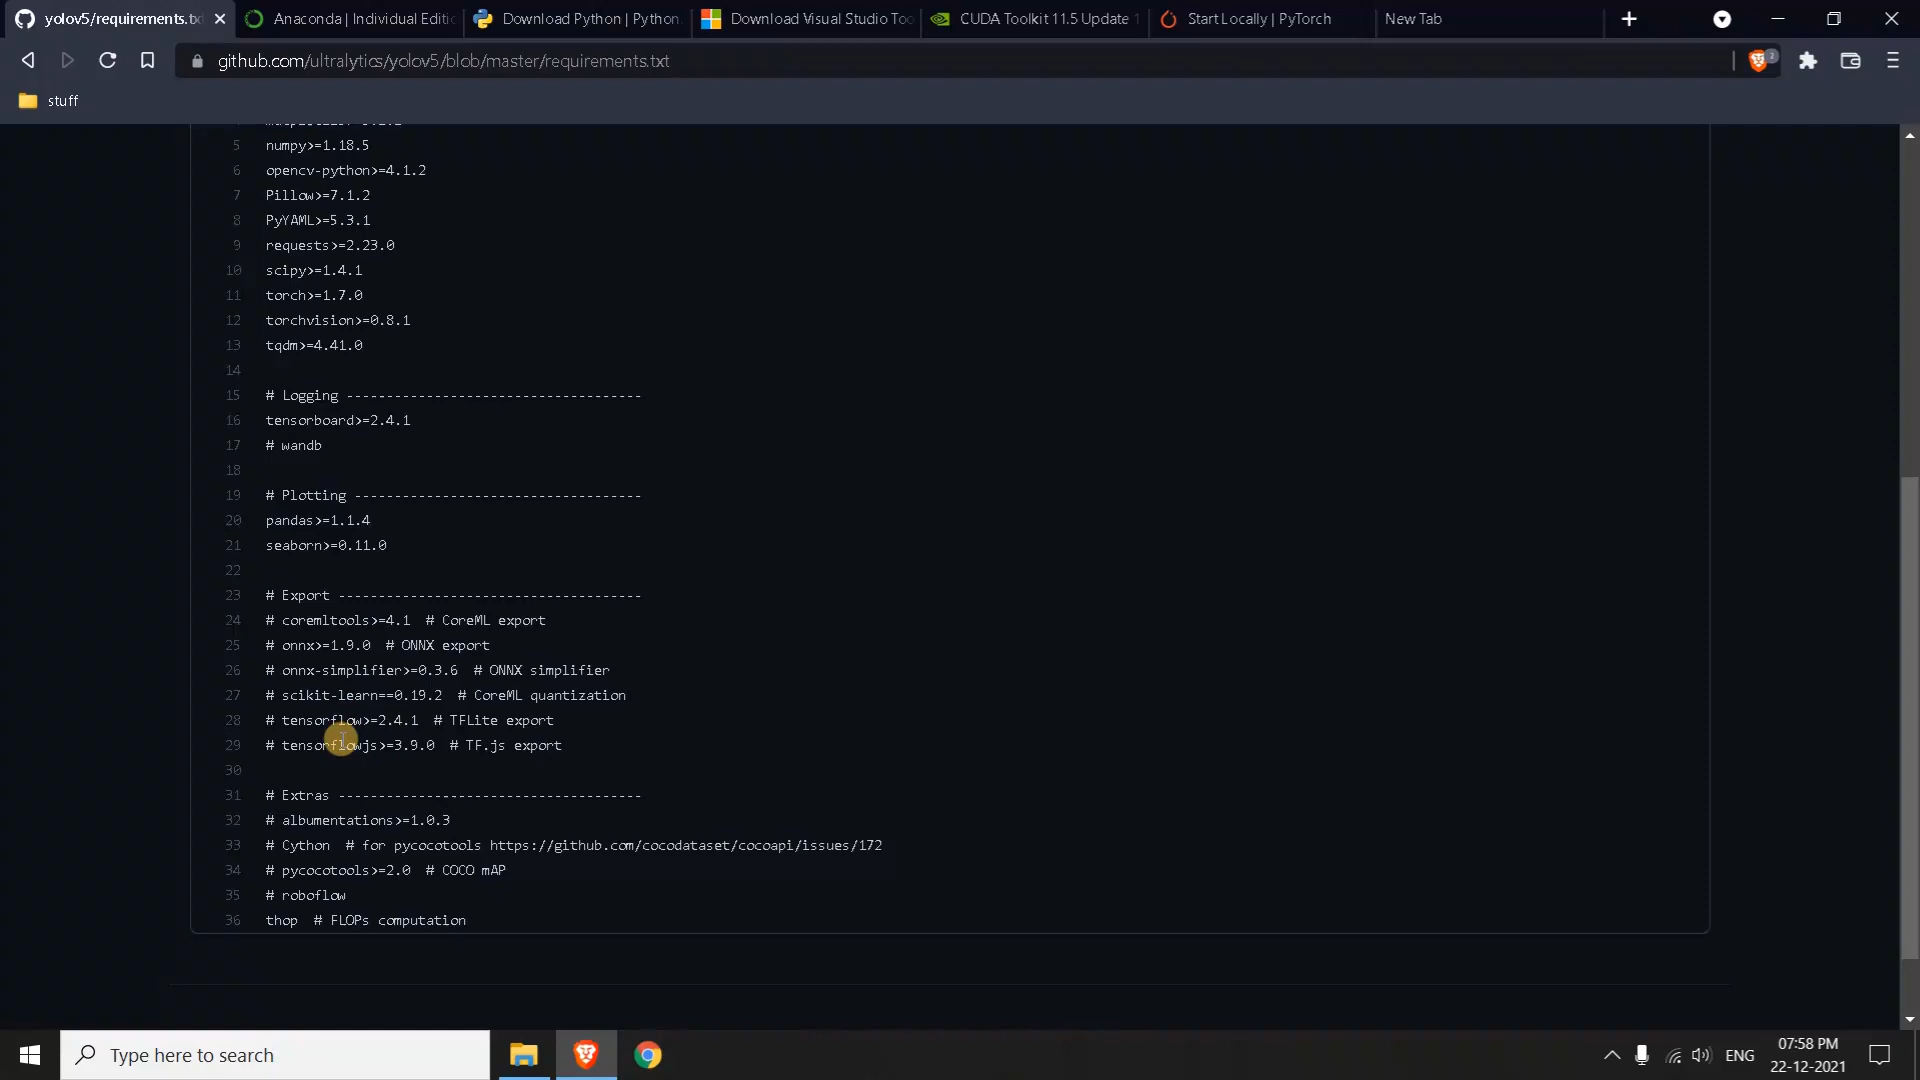 yolov5/requirements.tx
Anaconda | Individual Editio
Download Python | Python.
Download Visual Studio Too
CUDA Toolkit 11.5 Update 1
Start Locally | PyTorch
New Tab
github.com/ultralytics/yolov5/blob/master/requirements.txt
2
stuff
5 numpy>=1.18.5
6 opencv-python>=4.1.2
7 Pillow>=7.1.2
8 PyYAML>=5.3.1
9 requests>=2.23.0
10 scipy>=1.4.1
11 torch>=1.7.0
12 torchvision>=0.8.1
13 tqdm>=4.41.0
14
15 # Logging -------------------------------------
16 tensorboard>=2.4.1
17 # wandb
18
19 # Plotting ------------------------------------
20 pandas>=1.1.4
21 seaborn>=0.11.0
22
23 # Export --------------------------------------
24 # coremltools>=4.1  # CoreML export
25 # onnx>=1.9.0  # ONNX export
26 # onnx-simplifier>=0.3.6  # ONNX simplifier
27 # scikit-learn==0.19.2  # CoreML quantization
28 # tensorflow>=2.4.1  # TFLite export
29 # tensorflowjs>=3.9.0  # TF.js export
30
31 # Extras --------------------------------------
32 # albumentations>=1.0.3
33 # Cython  # for pycocotools https://github.com/cocodataset/cocoapi/issues/172
34 # pycocotools>=2.0  # COCO mAP
35 # roboflow
36 thop  # FLOPs computation
Type here to search
ENG
07:58 PM
22-12-2021